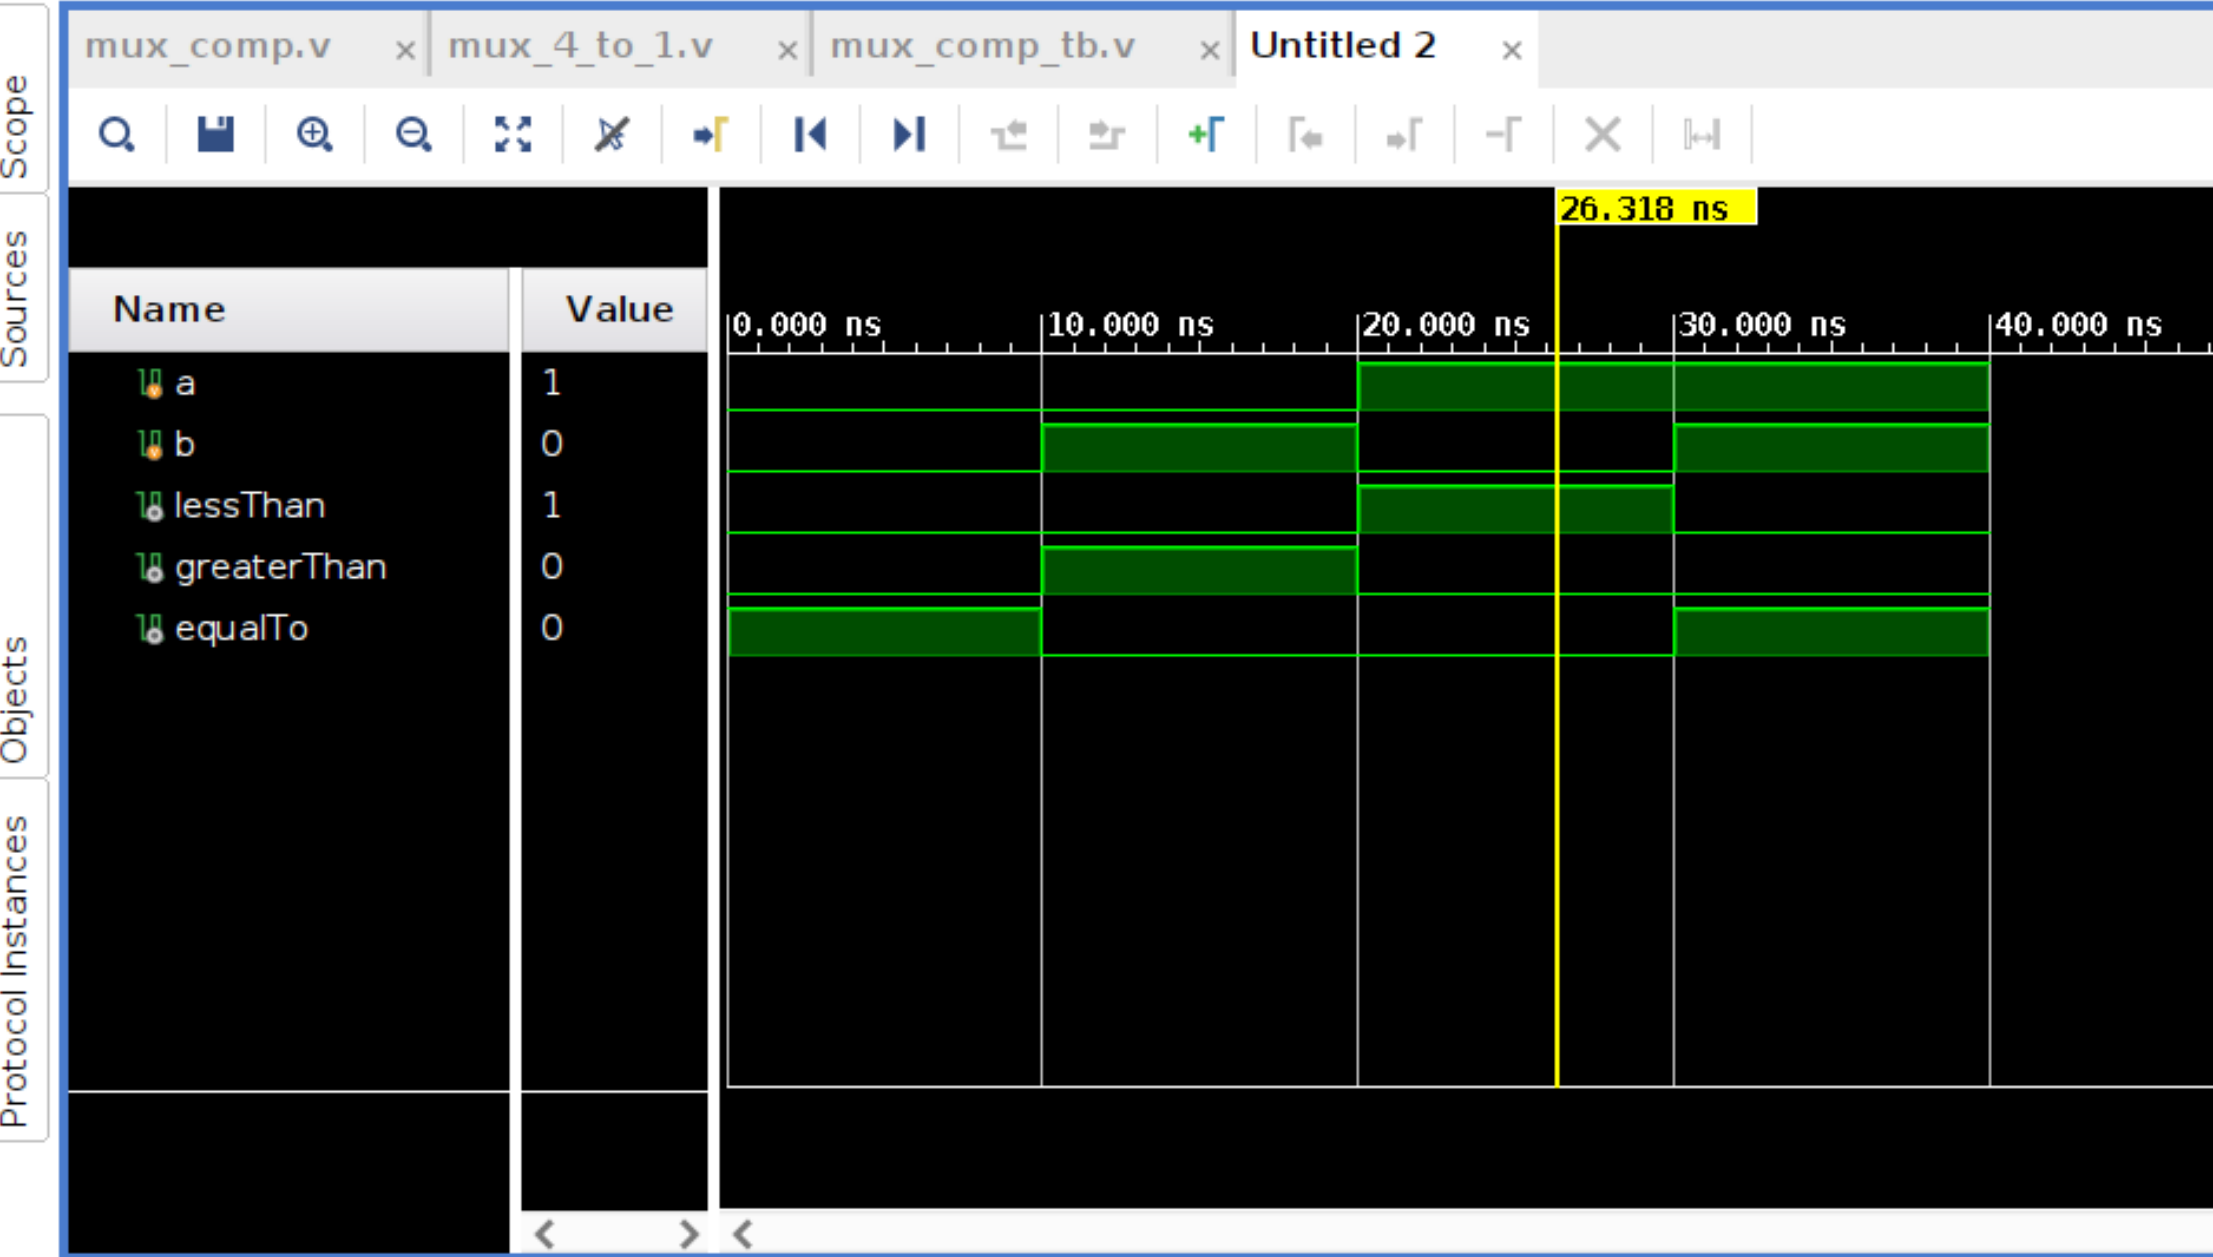 mux_comp.v × mux_4_to_1.v × mux_comp_tb.v × Untitled 2 ×
Scope
Sources
Objects
Protocol Instances
26.318 ns
Name Value
0.000 ns 10.000 ns 20.000 ns 30.000 ns 40.000 ns
a 1
b 0
lessThan 1
greaterThan 0
equalTo 0